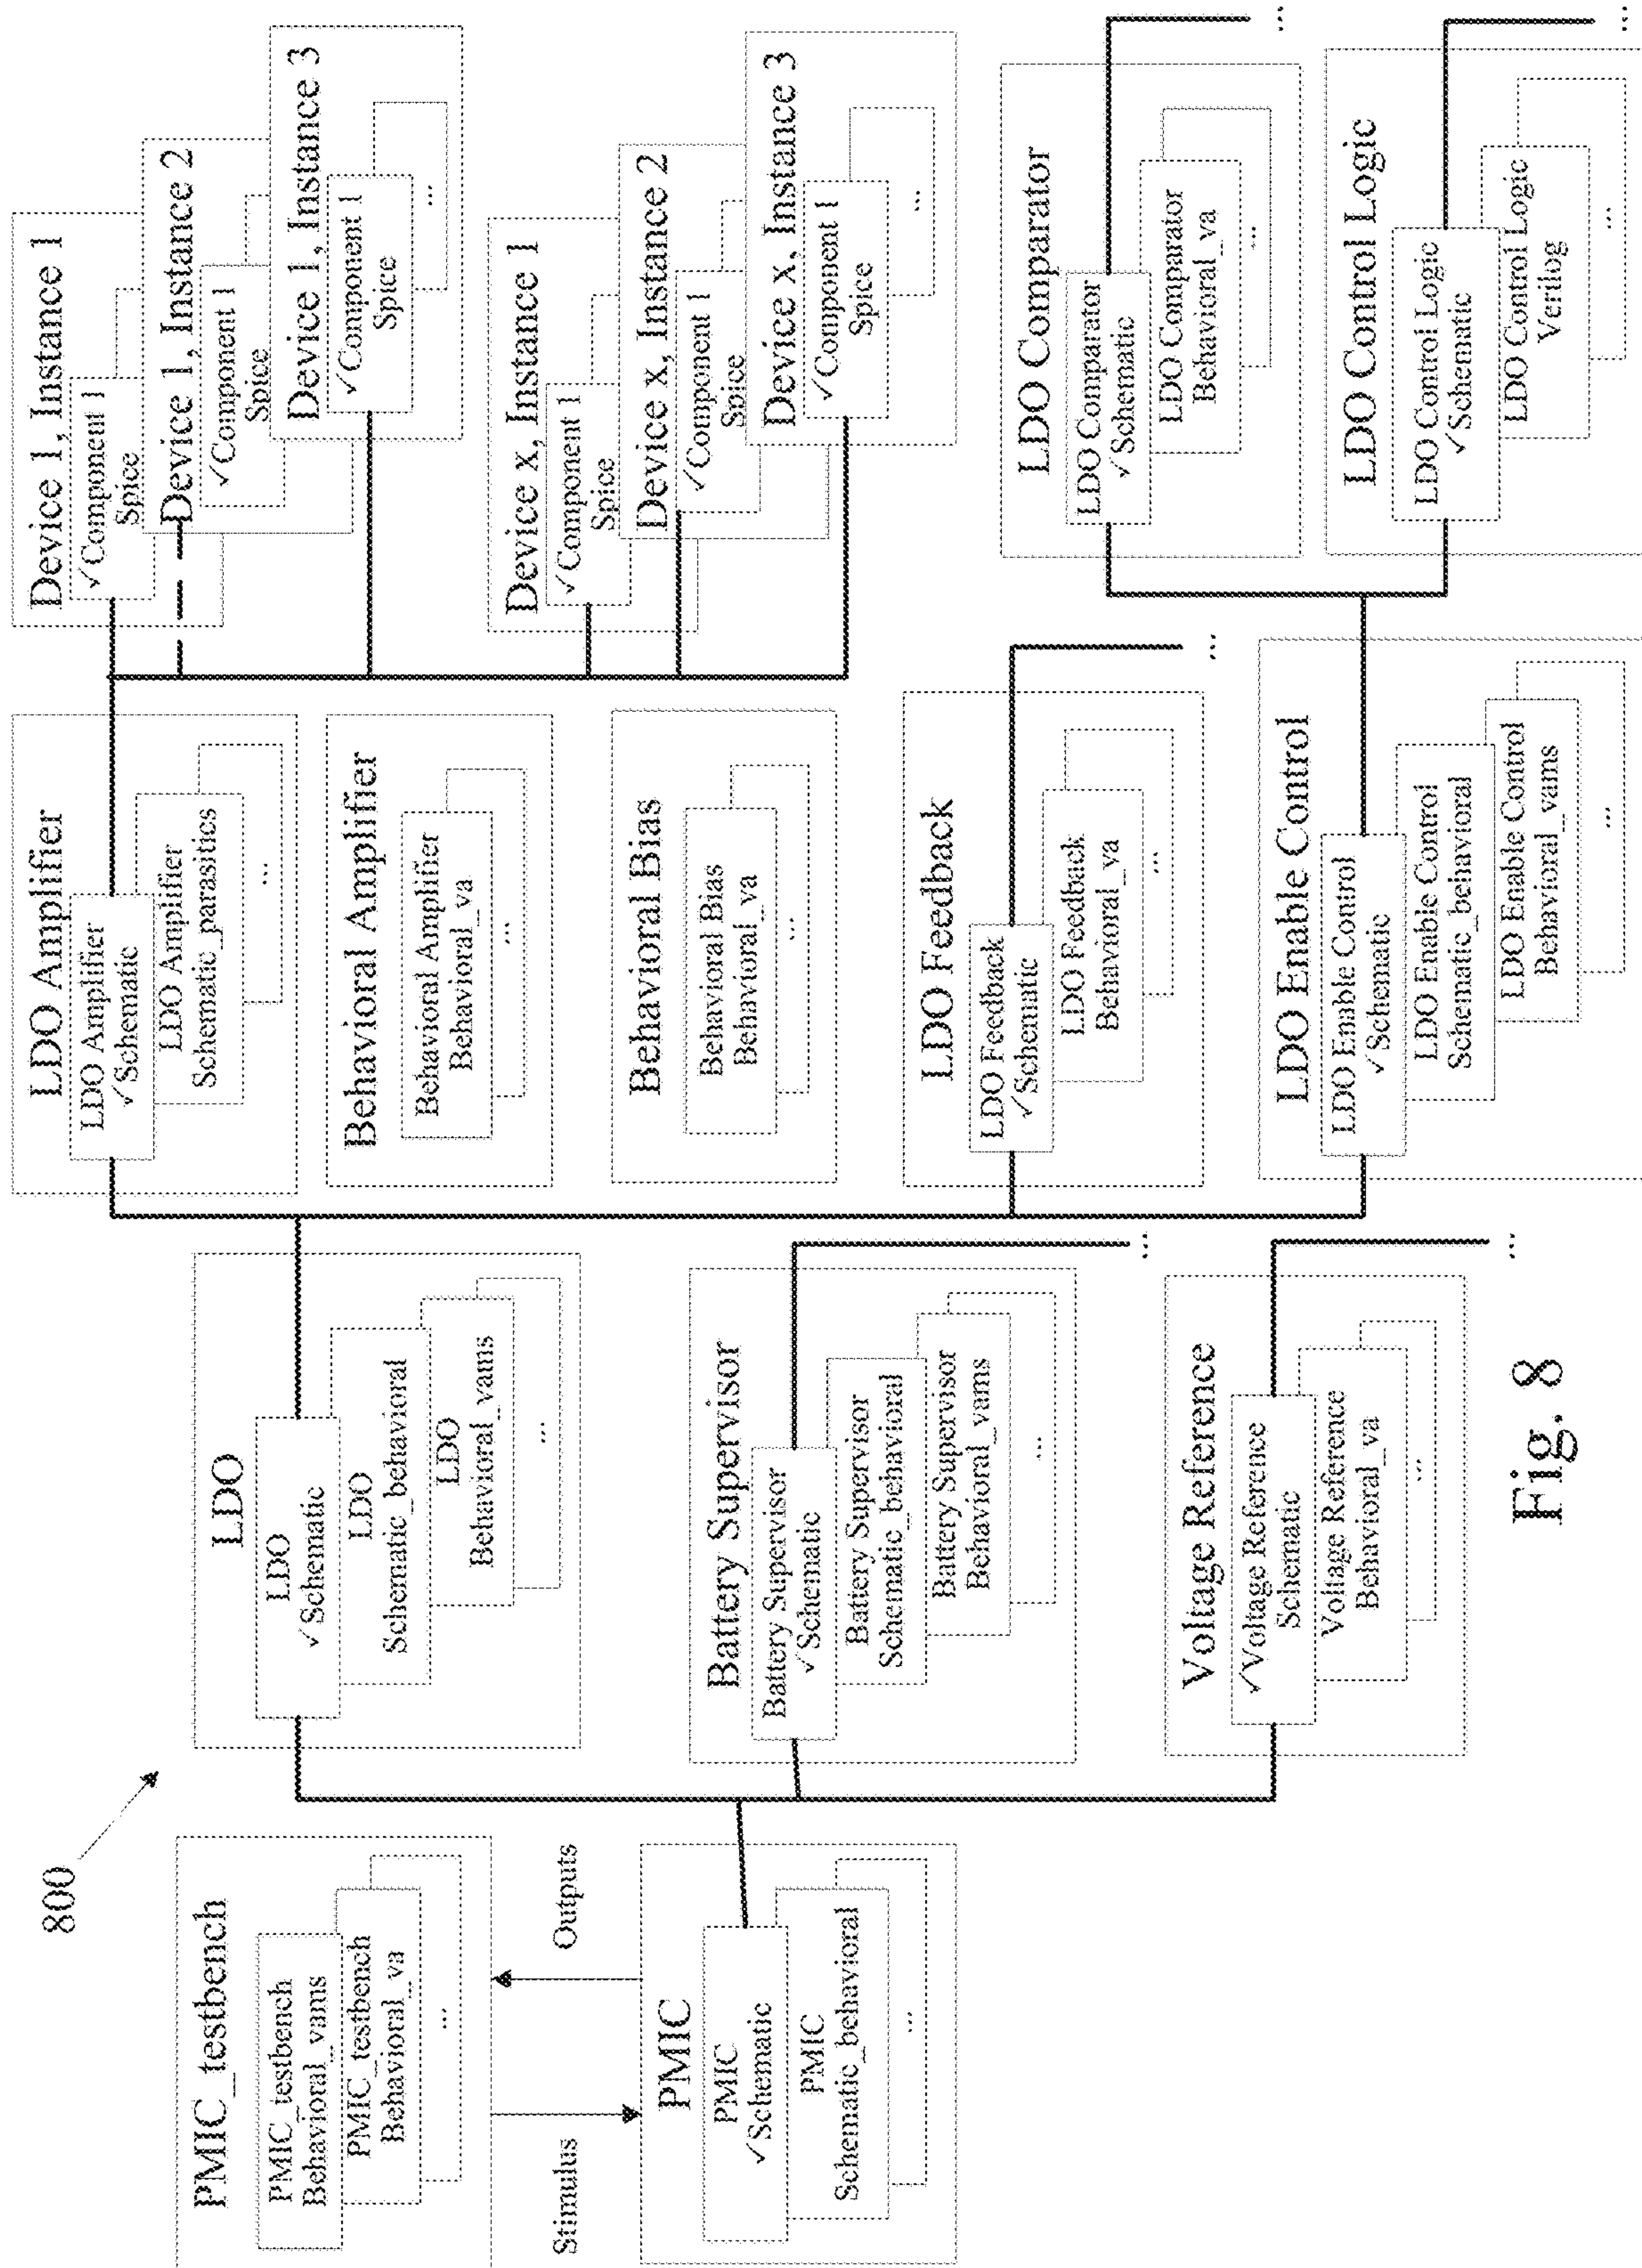 800
PMIC_testbench
PMIC_testbench
Behavioral_vams
PMIC_testbench
Behavioral_va
...
Stimulus
Outputs
PMIC
PMIC
✓Schematic
PMIC
Schematic_behavioral
...
LDO
LDO
✓Schematic
LDO
Schematic_behavioral
LDO
Behavioral_vams
...
Battery Supervisor
Battery Supervisor
✓Schematic
Battery Supervisor
Schematic_behavioral
Battery Supervisor
Behavioral_vams
...
...
Voltage Reference
✓Voltage Reference
Schematic
Voltage Reference
Behavioral_va
...
...
LDO Amplifier
LDO Amplifier
✓Schematic
LDO Amplifier
Schematic_parasitics
...
Behavioral Amplifier
Behavioral Amplifier
Behavioral_va
...
Behavioral Bias
Behavioral Bias
Behavioral_va
...
LDO Feedback
LDO Feedback
✓Schematic
LDO Feedback
Behavioral_va
...
...
LDO Enable Control
LDO Enable Control
✓Schematic
LDO Enable Control
Schematic_behavioral
LDO Enable Control
Behavioral_vams
...
Device 1, Instance 1
✓Component 1
Spice
Device 1, Instance 2
✓Component 1
Spice
Device 1, Instance 3
✓Component 1
Spice
...
Device x, Instance 1
✓Component 1
Spice
Device x, Instance 2
✓Component 1
Spice
Device x, Instance 3
✓Component 1
Spice
...
LDO Comparator
LDO Comparator
✓Schematic
LDO Comparator
Behavioral_va
...
...
LDO Control Logic
LDO Control Logic
✓Schematic
LDO Control Logic
Verilog
...
...
Fig. 8